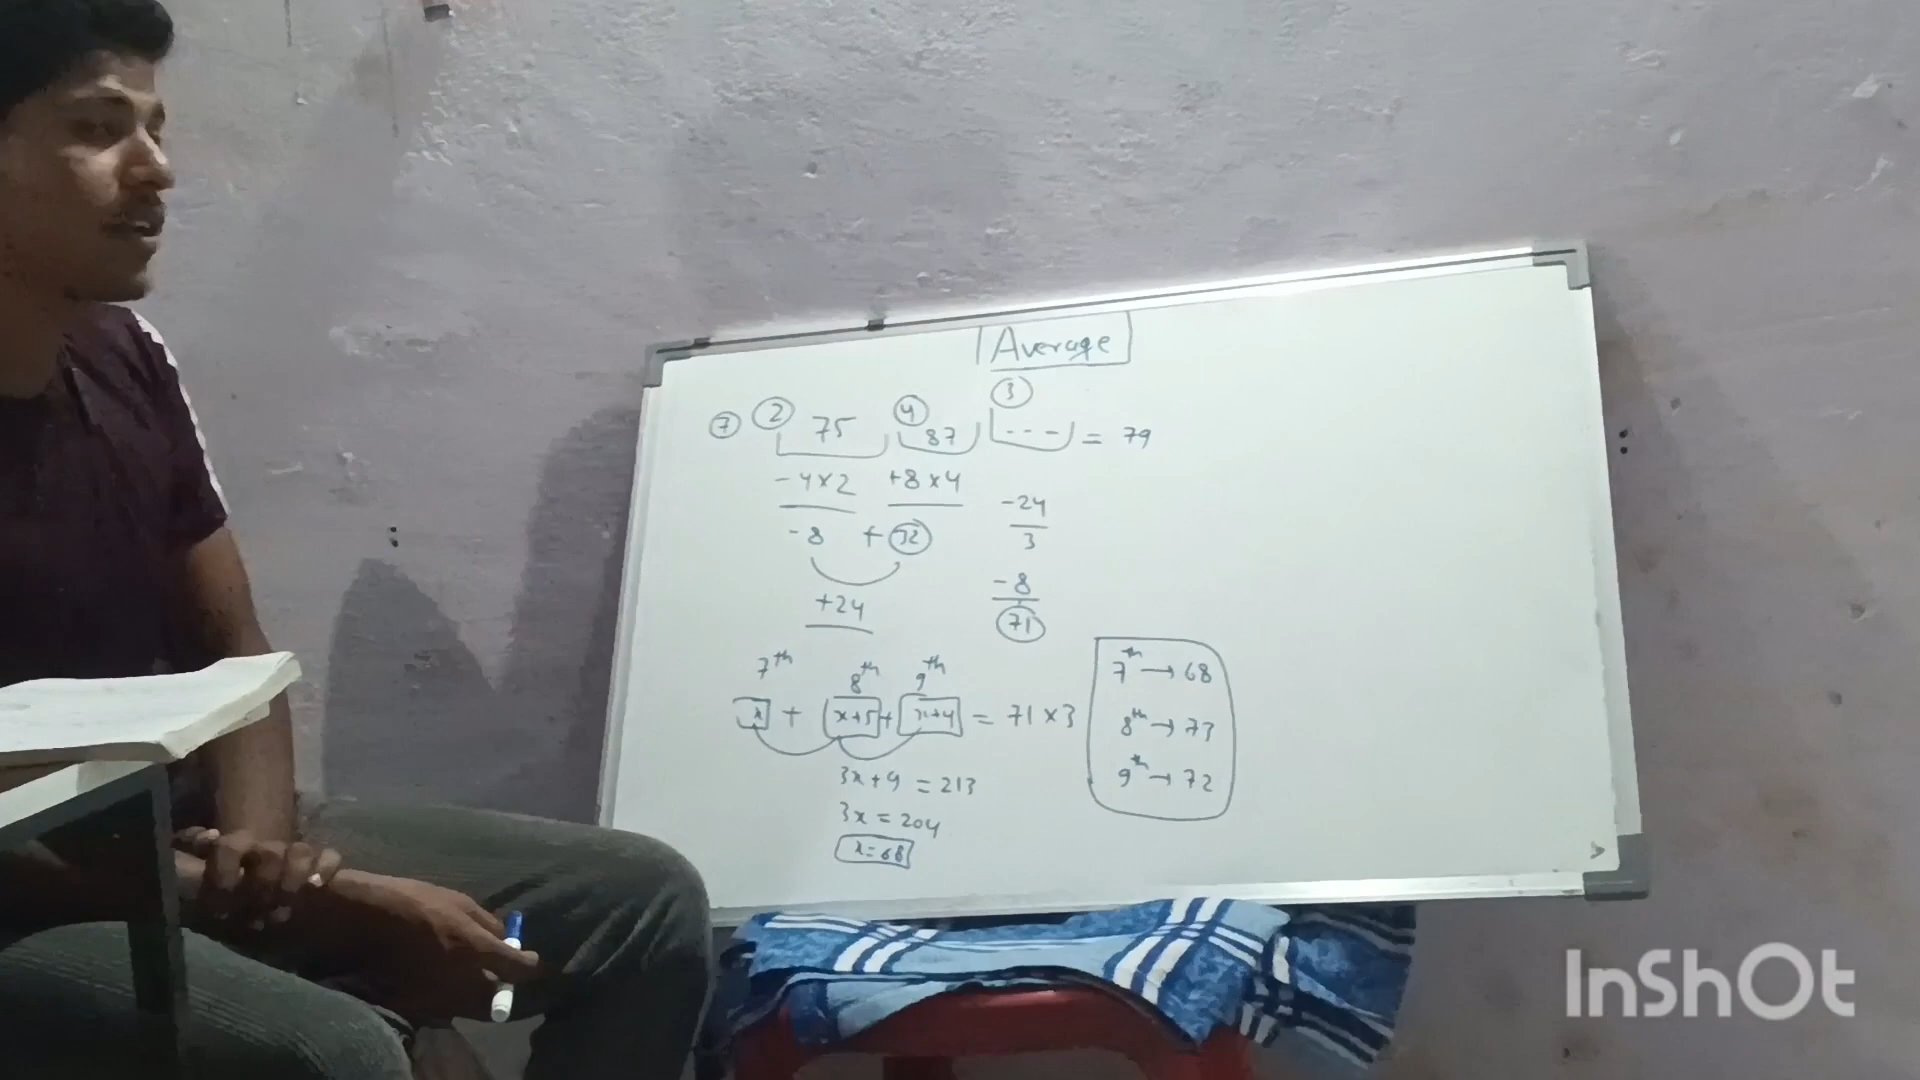 Average
⑦ ② 75 ④ 87 ③ --- = 79
-4×2 +8×4
-8 + 32
+24
-24
3
-8
71
7th 8th 9th
x + x+5 + x+4 = 71×3
3x+9 = 213
3x = 204
x=68
7th → 68
8th → 73
9th → 72
InShOt